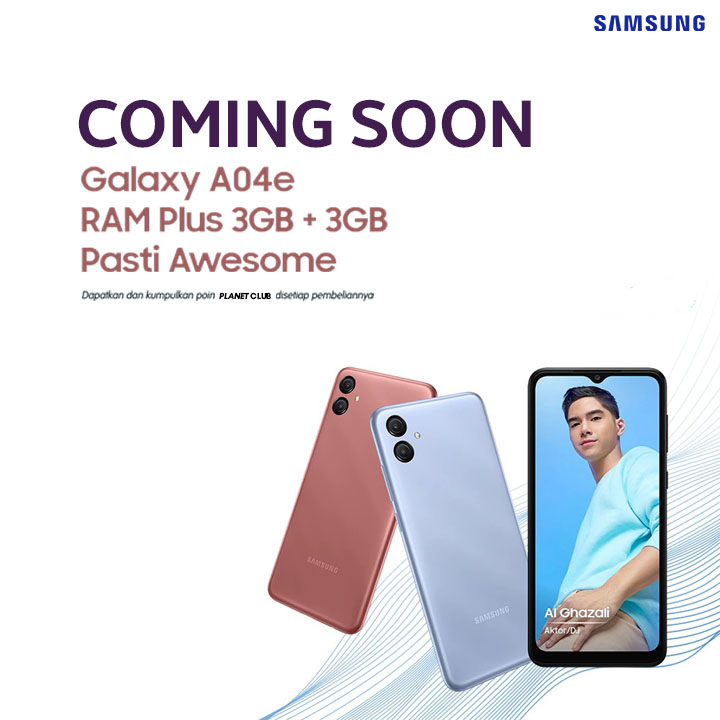 SAMSUNG
COMING SOON
Galaxy A04e
RAM Plus 3GB + 3GB
Pasti Awesome
Dapatkan dan kumpulkan poin PLANET CLUB disetiap pembeliannya
SAMSUNG
SAMSUNG
Al Ghazali
Aktor/DJ